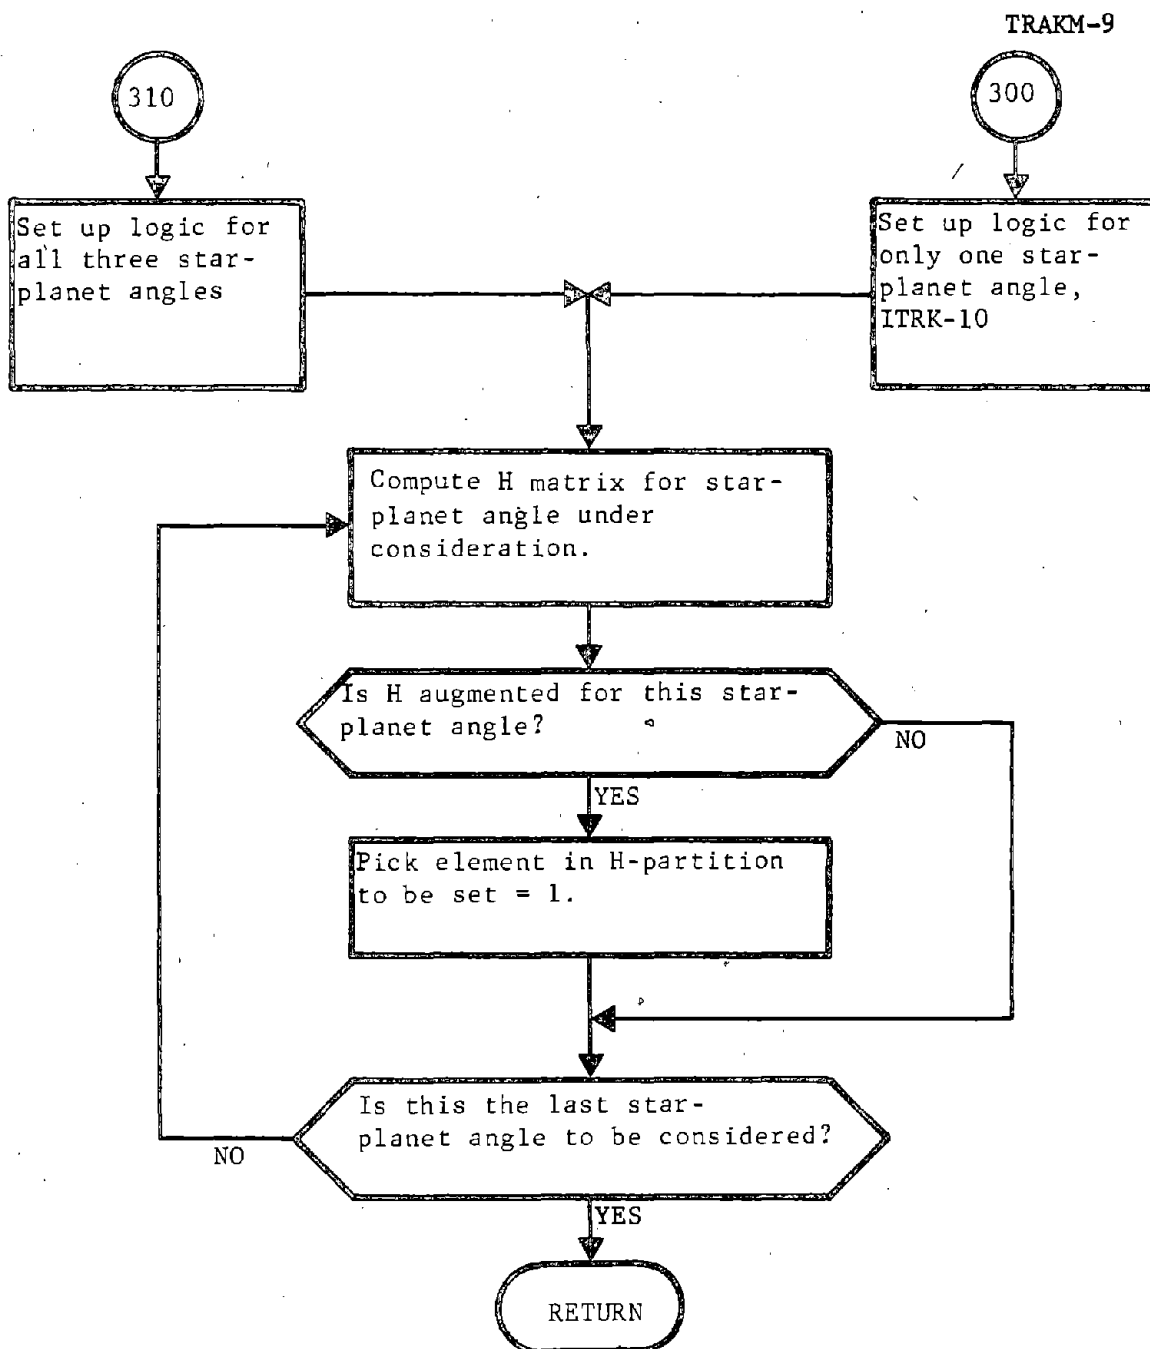 TRAKM-9
310
300
Set up logic for
all three star-
planet angles
Set up logic for
only one star-
planet angle,
ITRK-10
Compute H matrix for star-
planet angle under
consideration.
Is H augmented for this star-
planet angle?
NO
YES
Pick element in H-partition
to be set = 1.
Is this the last star-
planet angle to be considered?
NO
YES
RETURN